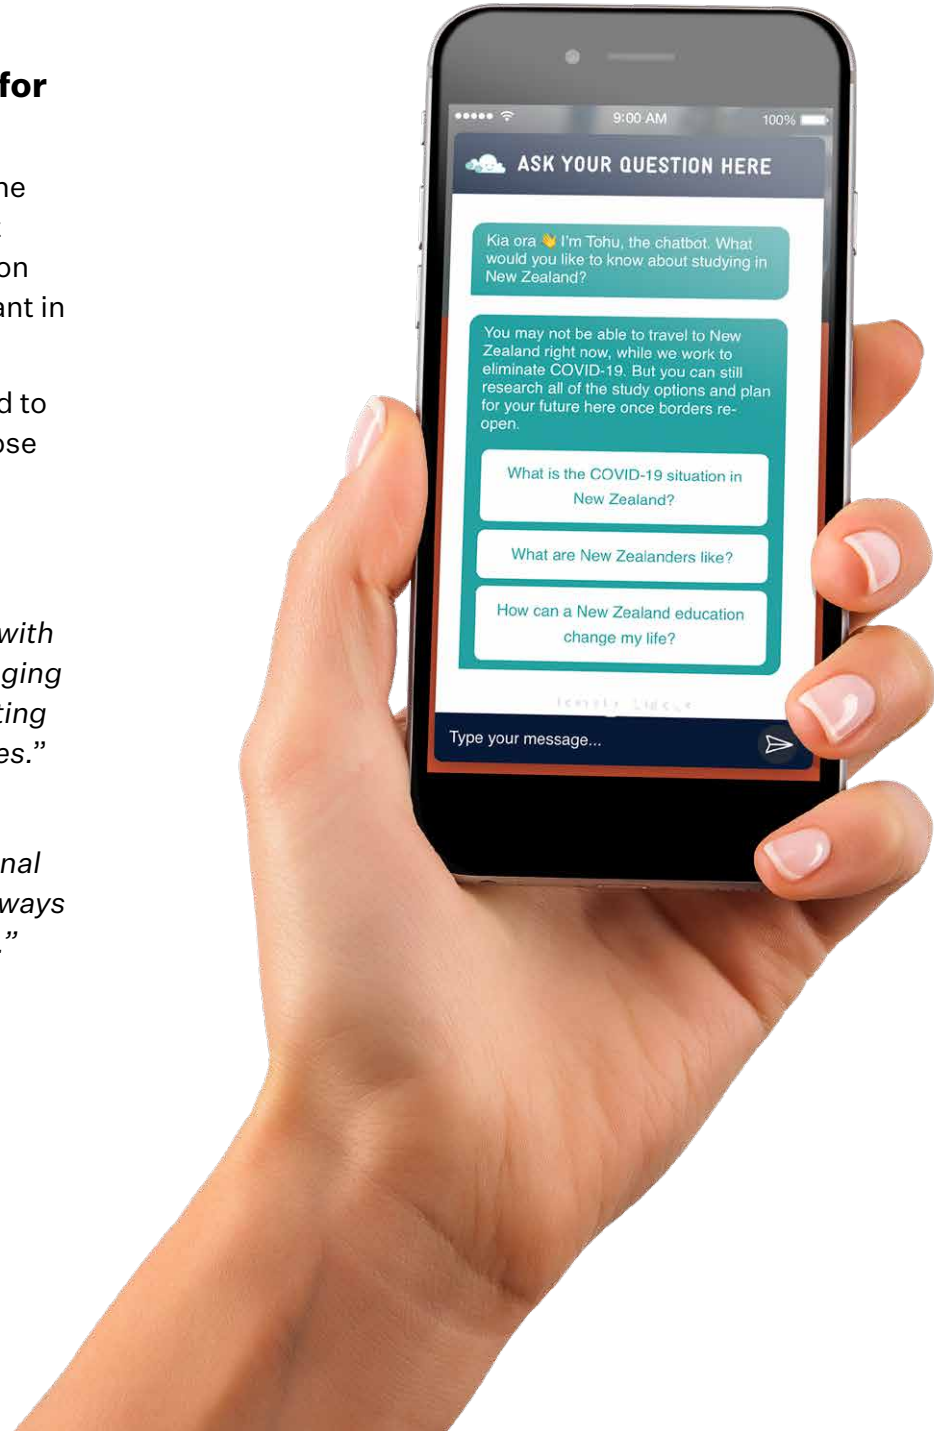 for
ne
on
ant in
d to
ose
with
ging
ting
es.”
nal
ways
.”
9:00 AM
100%
ASK YOUR QUESTION HERE
Kia ora 👋 I'm Tohu, the chatbot. What
would you like to know about studying in
New Zealand?
You may not be able to travel to New
Zealand right now, while we work to
eliminate COVID-19. But you can still
research all of the study options and plan
for your future here once borders re-
open.
What is the COVID-19 situation in
New Zealand?
What are New Zealanders like?
How can a New Zealand education
change my life?
Type your message...